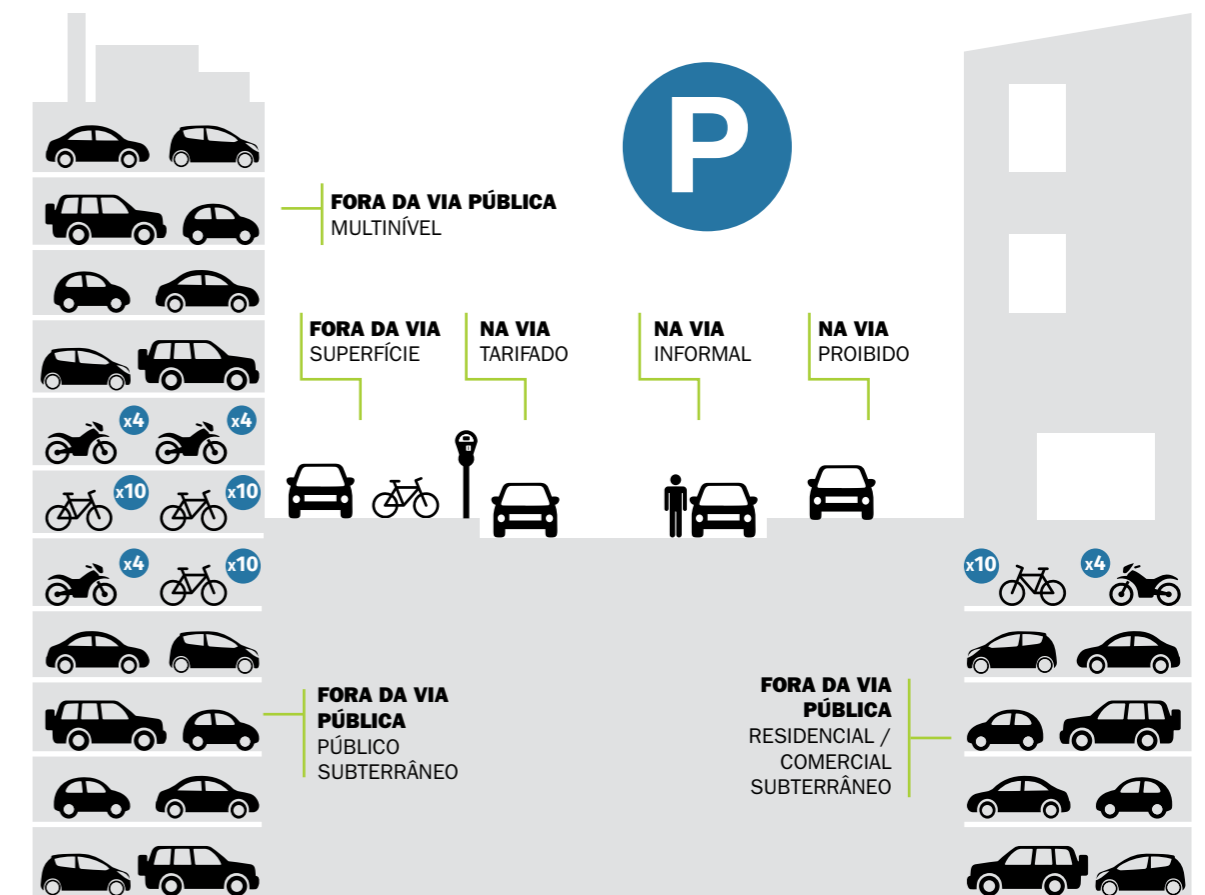 P
FORA DA VIA PÚBLICA
MULTINÍVEL
FORA DA VIA
SUPERFÍCIE
NA VIA
TARIFADO
NA VIA
INFORMAL
NA VIA
PROIBIDO
x4
x4
x10
x10
x4
x10
x10
x4
FORA DA VIA
PÚBLICA
PÚBLICO
SUBTERRÂNEO
FORA DA VIA
PÚBLICA
RESIDENCIAL /
COMERCIAL
SUBTERRÂNEO